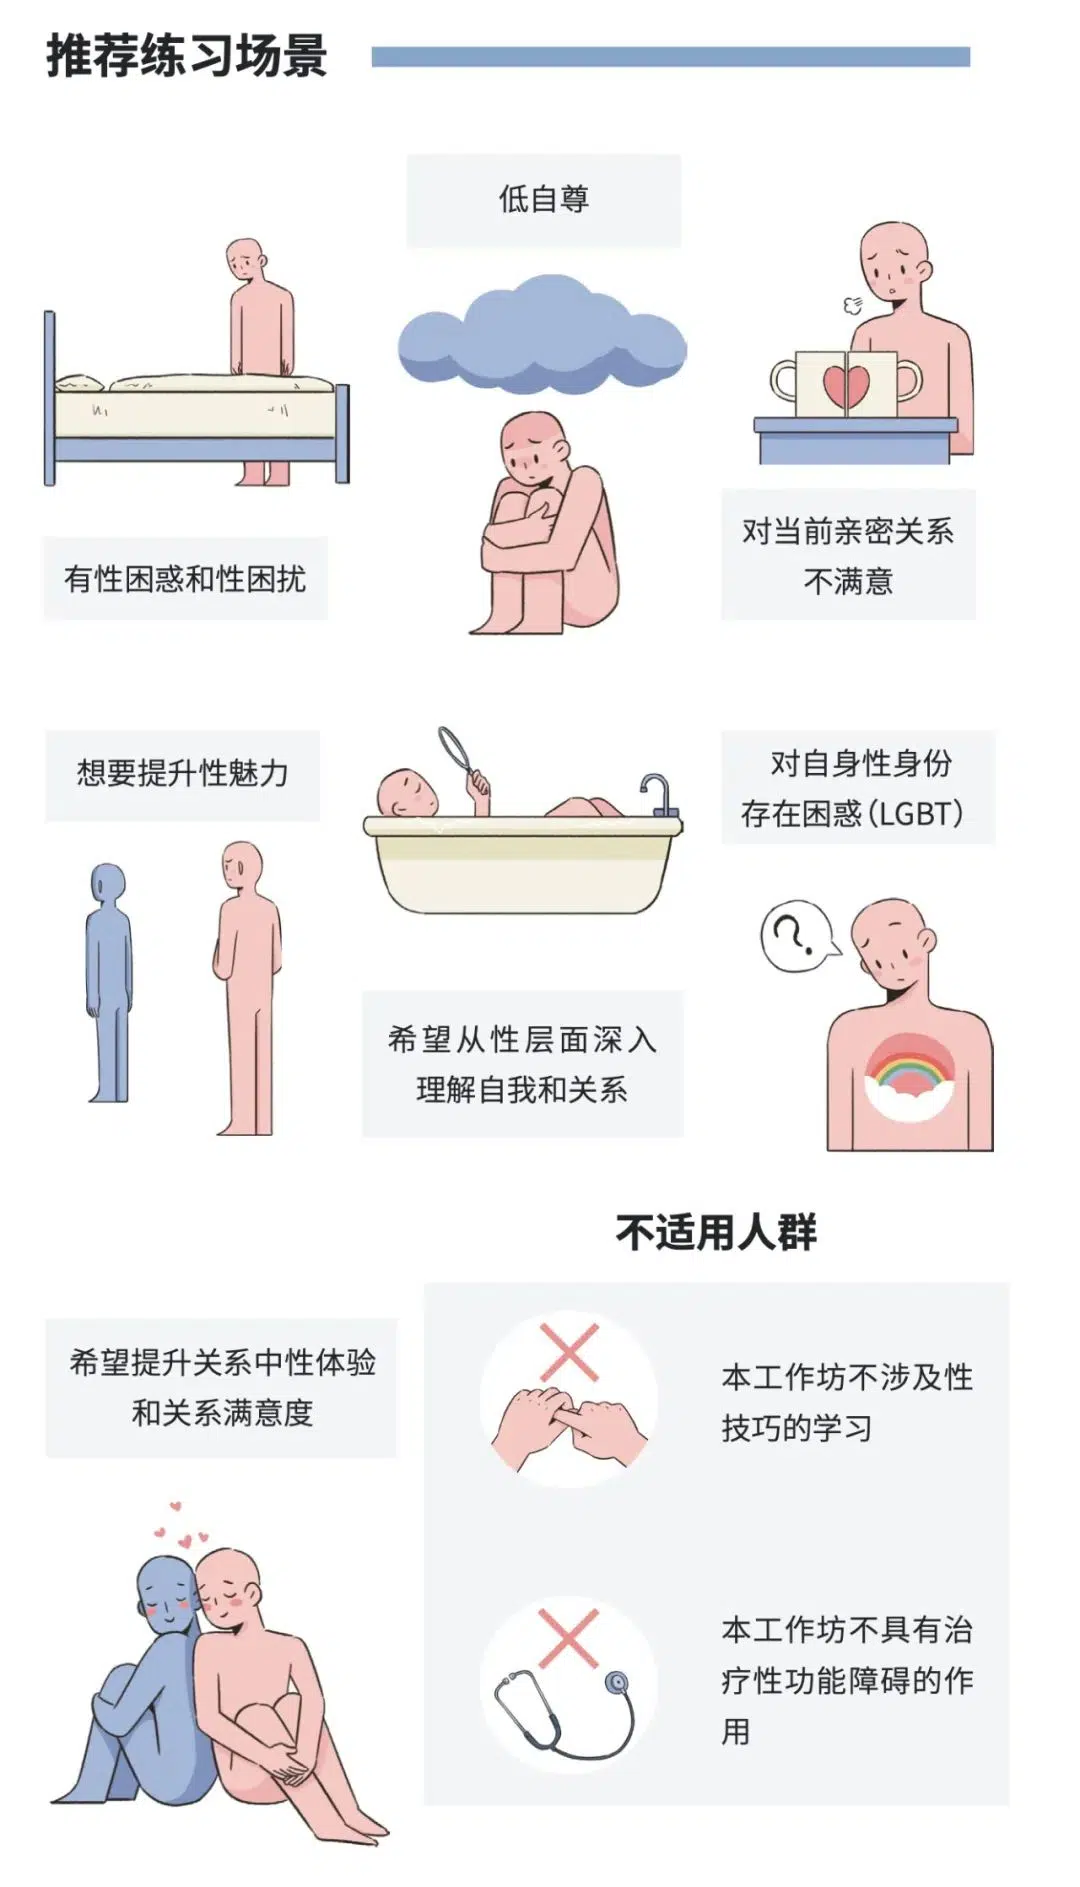 推荐练习场景
低自尊
有性困惑和性困扰
对当前亲密关系
不满意
想要提升性魅力
对自身性身份
存在困惑(LGBT)
?
希望从性层面深入
理解自我和关系
不适用人群
希望提升关系中性体验
和关系满意度
本工作坊不涉及性
技巧的学习
本工作坊不具有治
疗性功能障碍的作
用